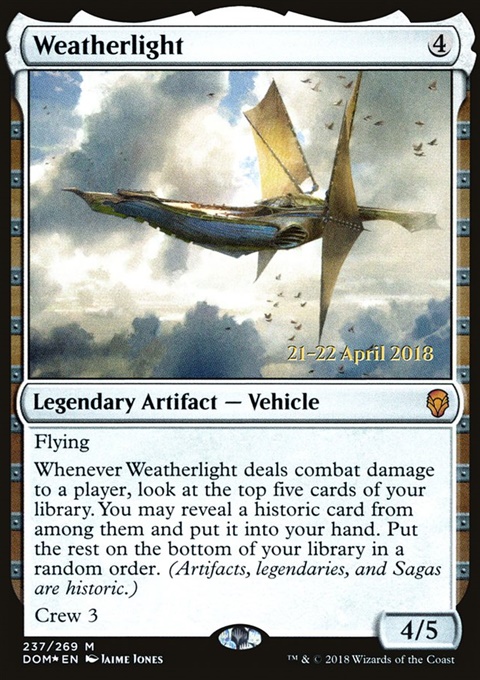 Weatherlight 4
21–22 April 2018
Legendary Artifact — Vehicle
Flying
Whenever Weatherlight deals combat damage
to a player, look at the top five cards of your
library. You may reveal a historic card from
among them and put it into your hand. Put
the rest on the bottom of your library in a
random order. (Artifacts, legendaries, and Sagas
are historic.)
Crew 3
4/5
237/269 M
DOM★EN Jaime Jones
™ & © 2018 Wizards of the Coast